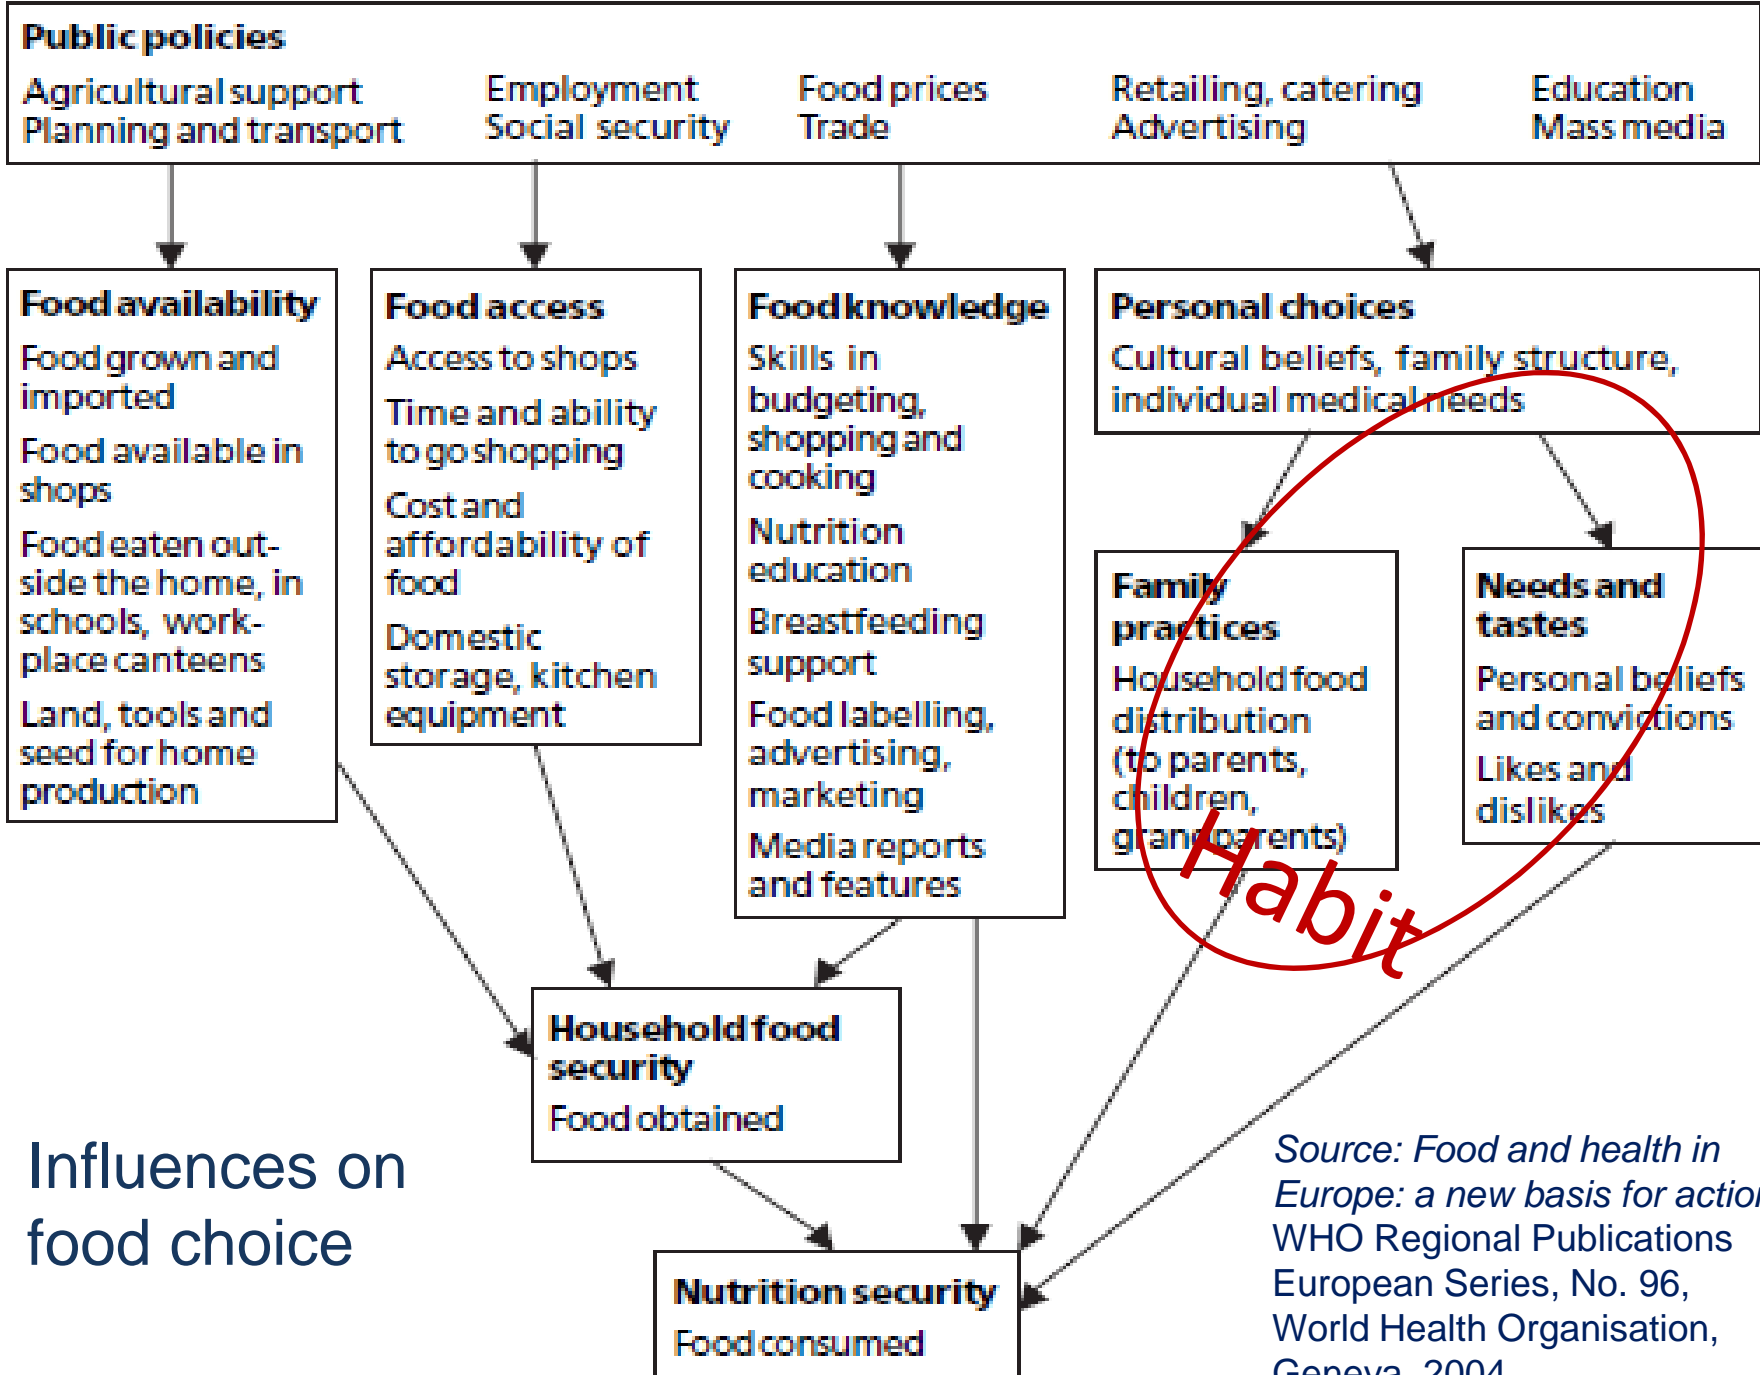 Public policies
Agricultural support
Planning and transport
Employment
Social security
Food prices
Trade
Retailing, catering
Advertising
Education
Mass media
Food availability
Food grown and
imported
Food available in
shops
Food eaten out-
side the home, in
schools, work-
place canteens
Land, tools and
seed for home
production
Food access
Access to shops
Time and ability
to go shopping
Cost and
affordability of
food
Domestic
storage, kitchen
equipment
Food knowledge
Skills in
budgeting,
shopping and
cooking
Nutrition
education
Breastfeeding
support
Food labelling,
advertising,
marketing
Media reports
and features
Personal choices
Cultural beliefs, family structure,
individual medical needs
Family
practices
Household food
distribution
(to parents,
children,
grandparents)
Needs and
tastes
Personal beliefs
and convictions
Likes and
dislikes
Habit
Household food
security
Food obtained
Nutrition security
Food consumed
Influences on
food choice
Source: Food and health in
Europe: a new basis for action
WHO Regional Publications
European Series, No. 96,
World Health Organisation,
Geneva, 2004